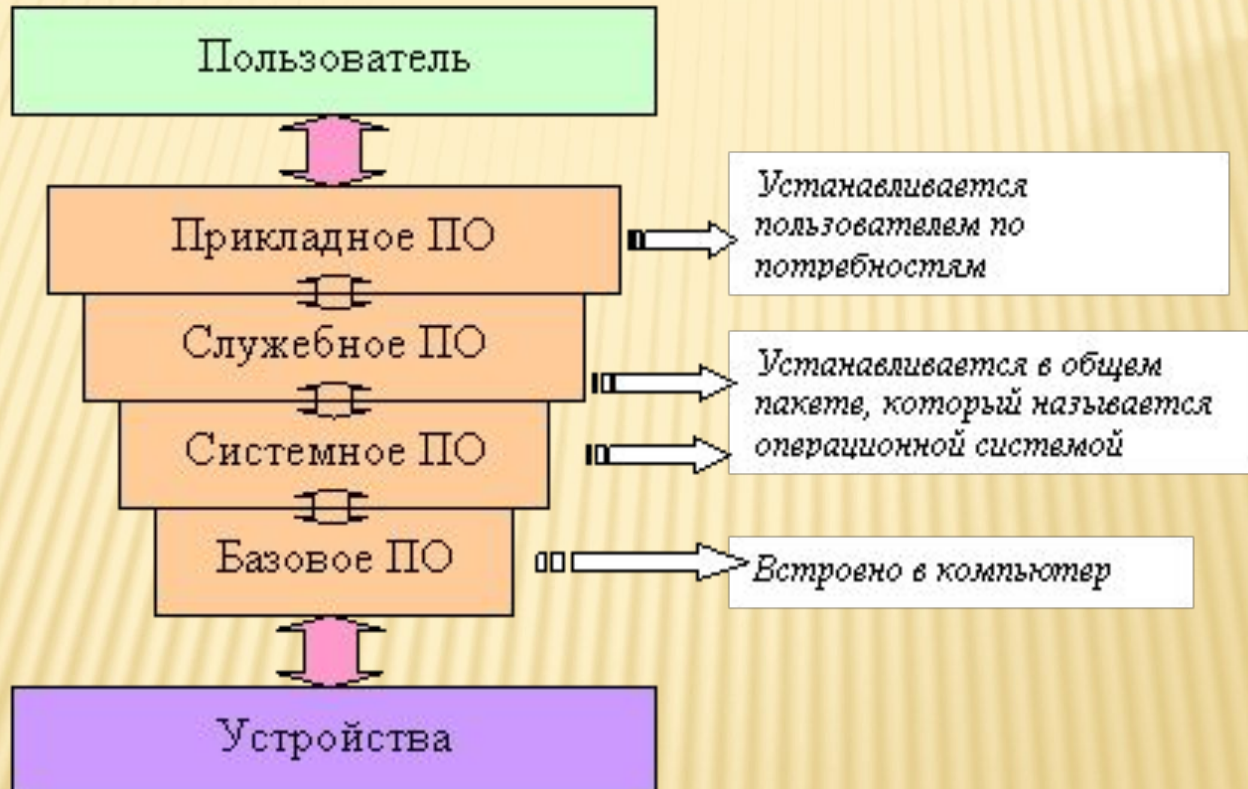 Пользователь
Прикладное ПО
Устанавливается
пользователем по
потребностям
Служебное ПО
Устанавливается в общем
пакете, который называется
операционной системой
Системное ПО
Базовое ПО
Встроено в компьютер
Устройства